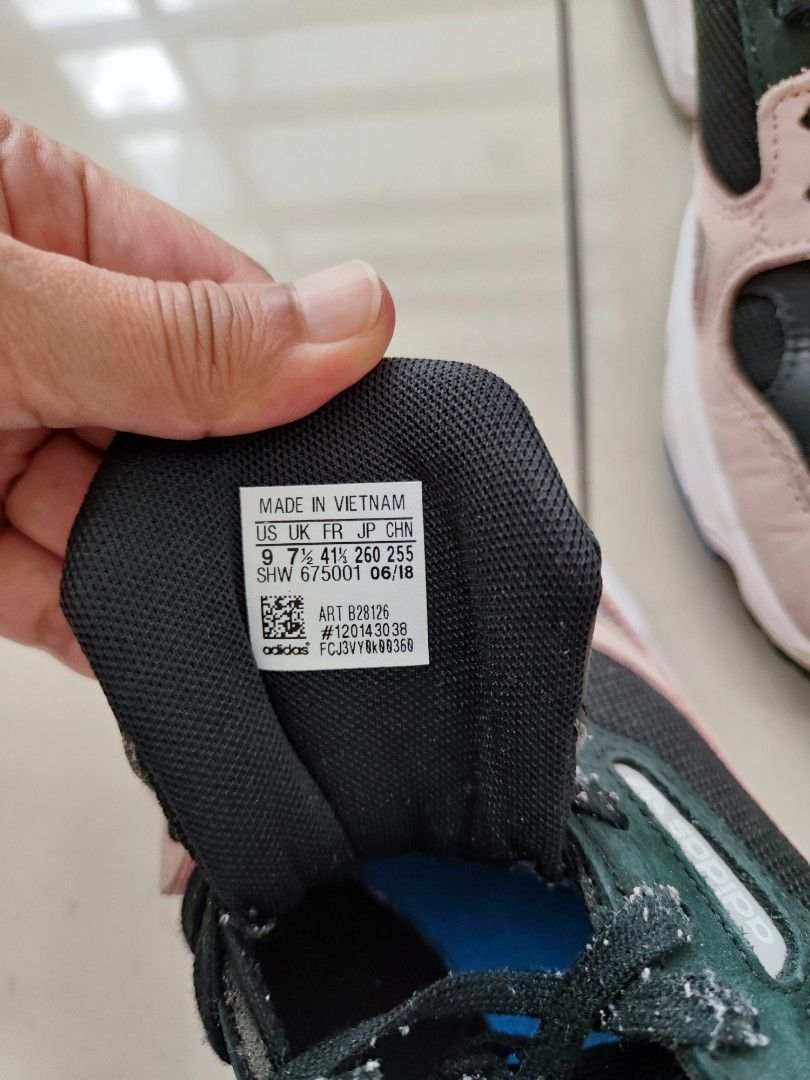 MADE IN VIETNAM
US UK FR JP CHN
9 7½ 41⅓ 260 255
SHW 675001 06/18
ART B28126
#120143038
adidas FCJ3VY0k00360
adidas